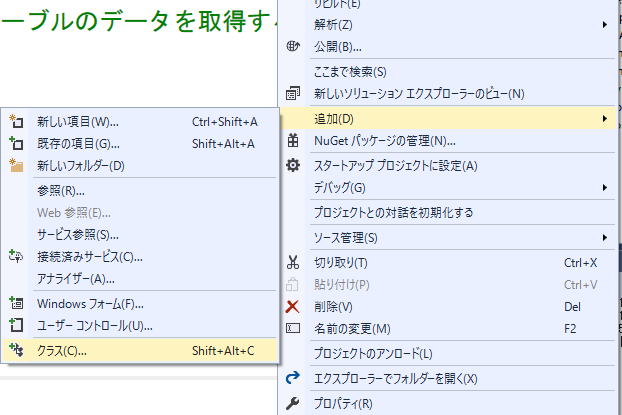 ーブルのデータを取得する
リビルド(E)
解析(Z)
公開(B)...
ここまで検索(S)
新しいソリューション エクスプローラーのビュー(N)
追加(D)
NuGet パッケージの管理(N)...
スタートアップ プロジェクトに設定(A)
デバッグ(G)
プロジェクトとの対話を初期化する
ソース管理(S)
切り取り(T) Ctrl+X
貼り付け(P) Ctrl+V
削除(V) Del
名前の変更(M) F2
プロジェクトのアンロード(L)
エクスプローラーでフォルダーを開く(X)
プロパティ(R)
新しい項目(W)... Ctrl+Shift+A
既存の項目(G)... Shift+Alt+A
新しいフォルダー(D)
参照(R)...
Web 参照(E)...
サービス参照(S)...
接続済みサービス(C)...
アナライザー(A)...
Windows フォーム(F)...
ユーザー コントロール(U)...
クラス(C)... Shift+Alt+C